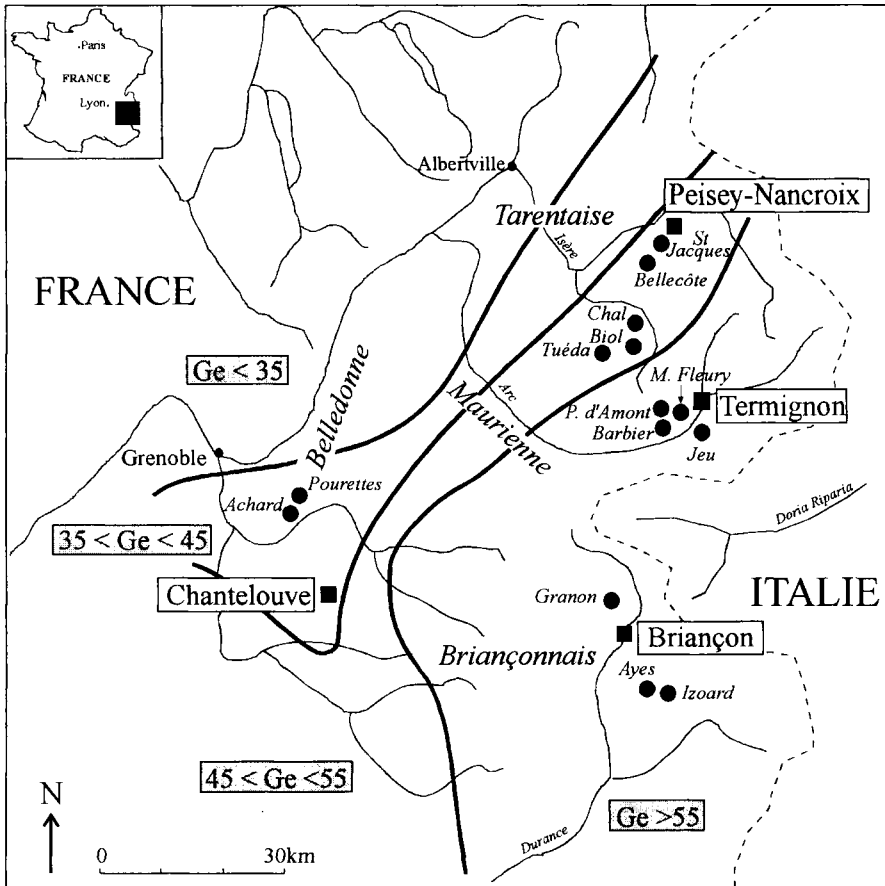 Paris
FRANCE
Lyon.
Albertville
Peisey-Nancroix
Tarentaise
Isère
St
Jacques
Bellecôte
FRANCE
Chal
Biol
Tuéda
Ge < 35
Belledonne
Arc
Maurienne
M. Fleury
P. d'Amont
Termignon
Barbier
Jeu
Grenoble
Pourettes
Achard
Doria Riparia
35 < Ge < 45
Chantelouve
Granon
ITALIE
Briançon
Briançonnais
Ayes
Izoard
45 < Ge <55
Ge >55
N
Durance
0 30km